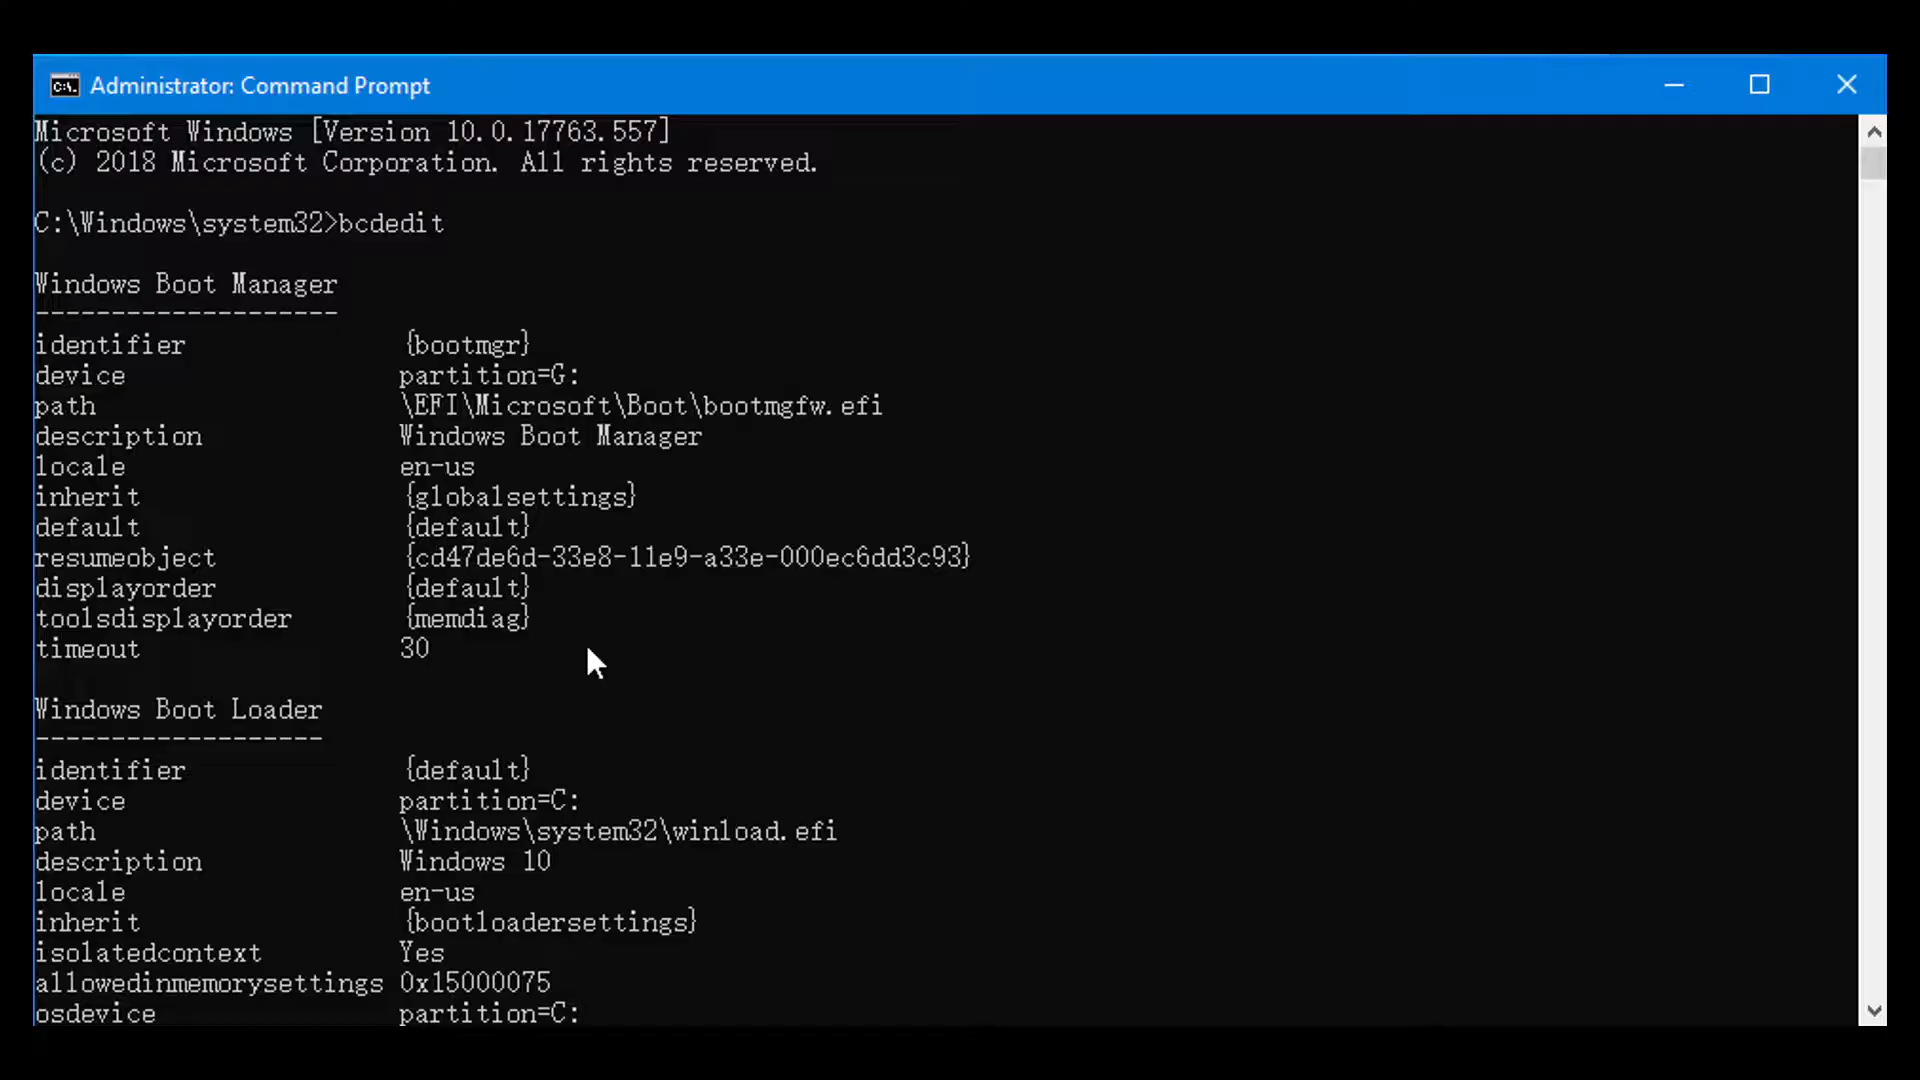 Administrator: Command Prompt
Microsoft Windows [Version 10.0.17763.557]
(c) 2018 Microsoft Corporation. All rights reserved.
C:\Windows\system32>bcdedit
Windows Boot Manager
--------------------
identifier              {bootmgr}
device                  partition=G:
path                    \EFI\Microsoft\Boot\bootmgfw.efi
description             Windows Boot Manager
locale                  en-us
inherit                 {globalsettings}
default                 {default}
resumeobject            {cd47de6d-33e8-11e9-a33e-000ec6dd3c93}
displayorder            {default}
toolsdisplayorder       {memdiag}
timeout                 30
Windows Boot Loader
-------------------
identifier              {default}
device                  partition=C:
path                    \Windows\system32\winload.efi
description             Windows 10
locale                  en-us
inherit                 {bootloadersettings}
isolatedcontext         Yes
allowedinmemorysettings 0x15000075
osdevice                partition=C: